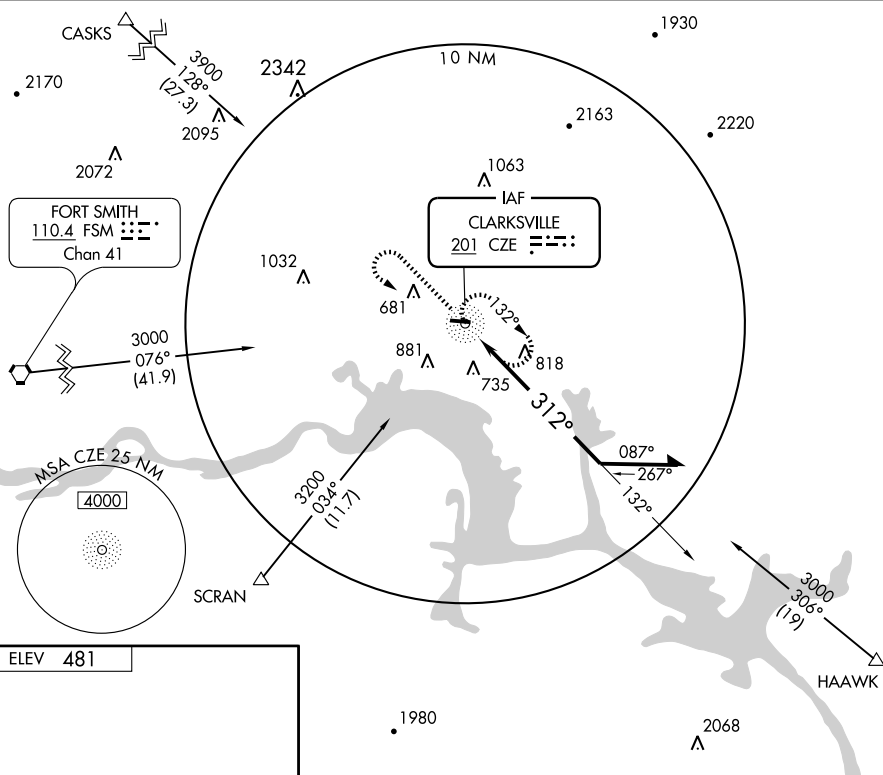 1930
CASKS
10 NM
3900
128°
(27.3)
2342
2170
2095
2163
2220
2072
1063
IAF
FORT SMITH
110.4 FSM
Chan 41
CLARKSVILLE
201 CZE
1032
681
132°
3000
076°
(41.9)
881
735
818
312°
087°
267°
132°
MSA CZE 25 NM
4000
3200
034°
(11.7)
SCRAN
3000
306°
(19)
HAAWK
ELEV 481
1980
2068